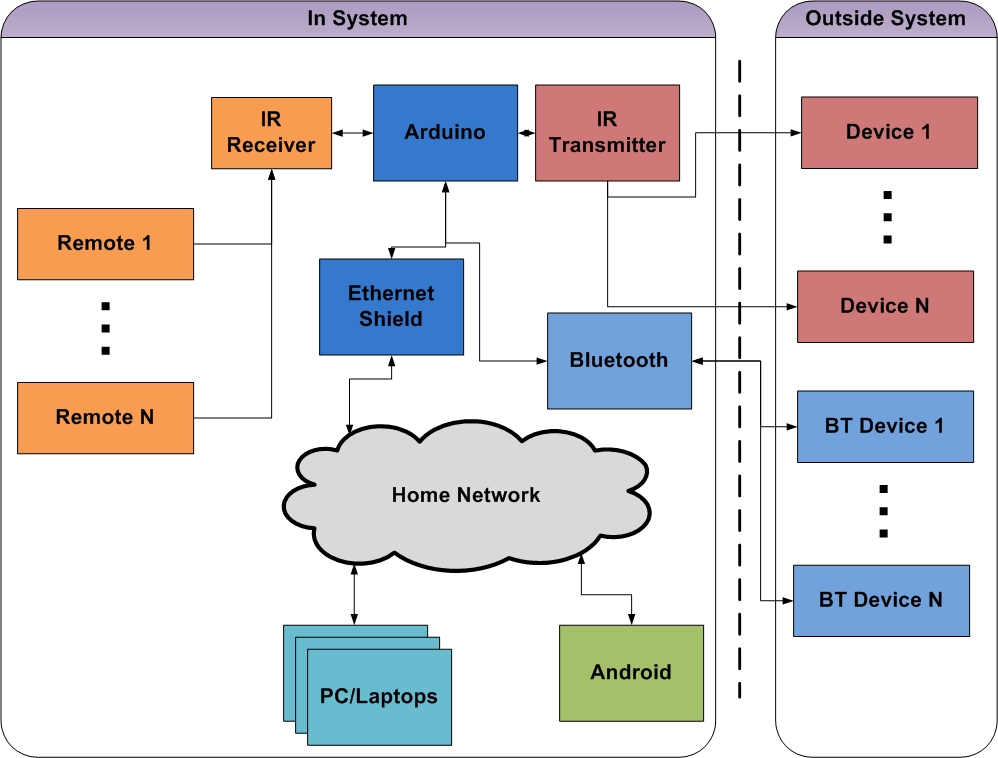 In System
Outside System
IR
Receiver
Arduino
IR
Transmitter
Device 1
Remote 1
Ethernet
Shield
Device N
Bluetooth
Remote N
BT Device 1
Home Network
BT Device N
PC/Laptops
Android